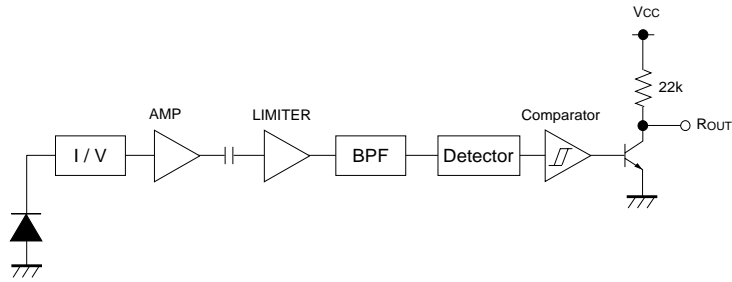 Vcc
22k
ROUT
AMP
LIMITER
Comparator
I / V
BPF
Detector